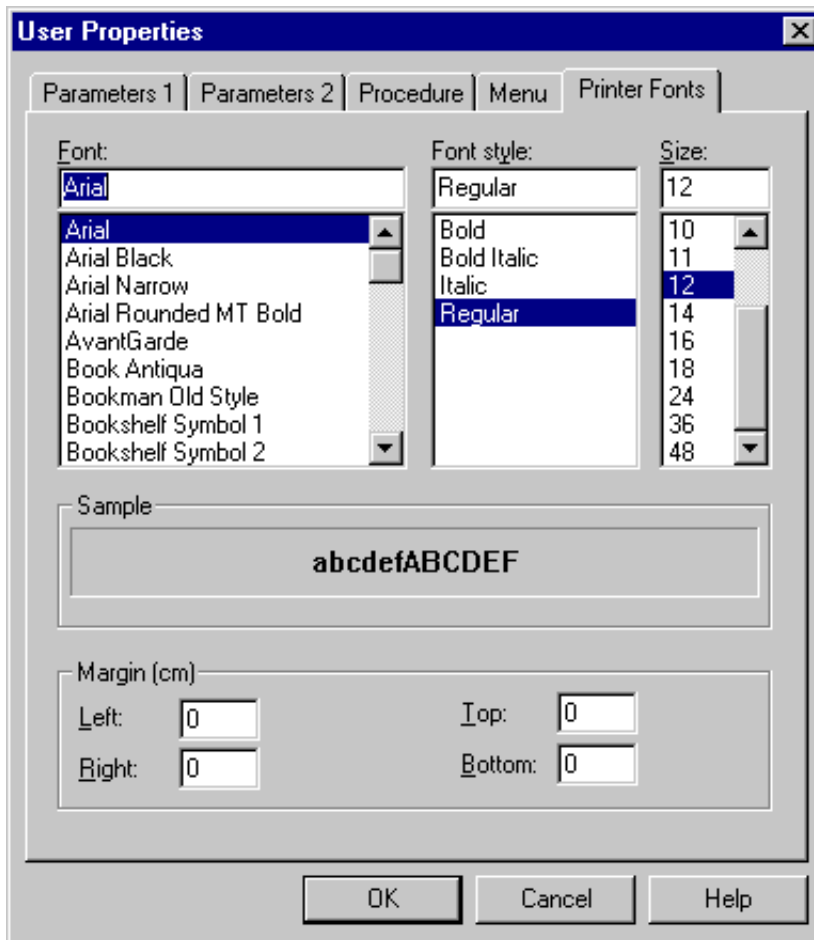 User Properties
Parameters 1 Parameters 2 Procedure Menu Printer Fonts
Font: Font style: Size:
Arial Regular 12
Arial Bold 10
Arial Black Bold Italic 11
Arial Narrow Italic 12
Arial Rounded MT Bold Regular 14
AvantGarde 16
Book Antiqua 18
Bookman Old Style 24
Bookshelf Symbol 1 36
Bookshelf Symbol 2 48
Sample
abcdefABCDEF
Margin (cm)
Left: 0 Top: 0
Right: 0 Bottom: 0
OK Cancel Help